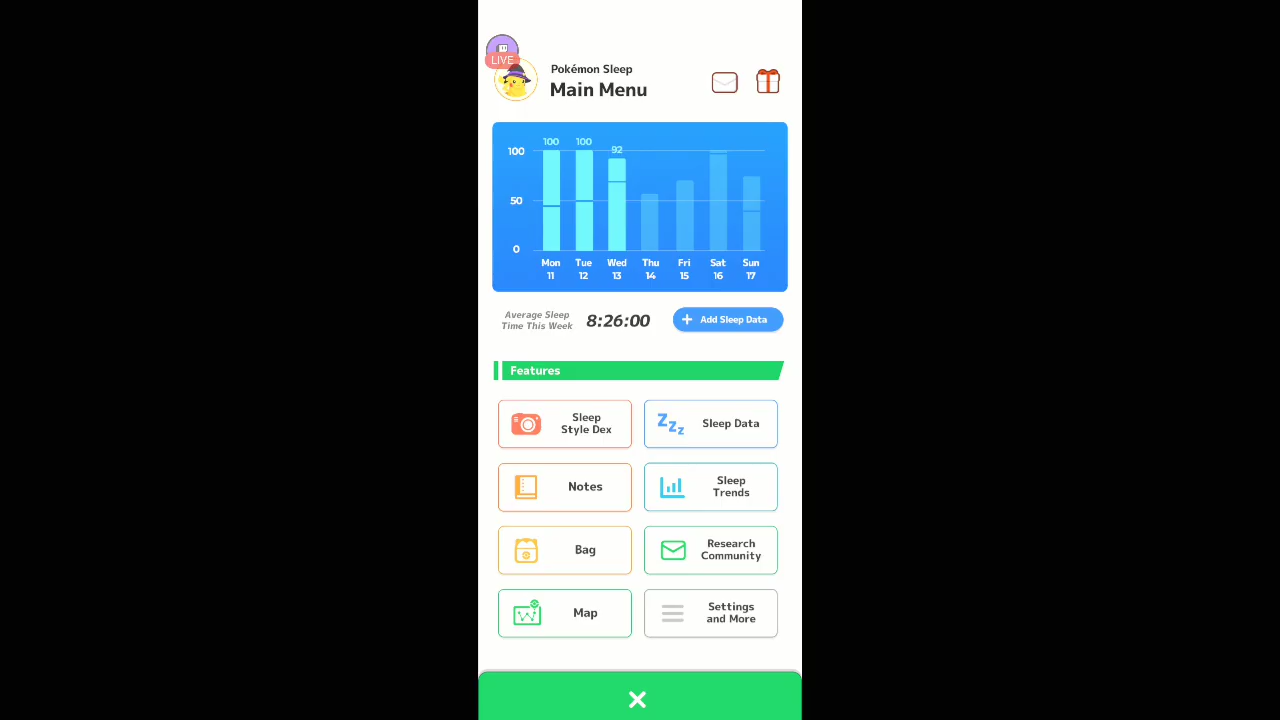 LIVE
Pokémon Sleep
Main Menu
100 100 92
100
50
0
Mon Tue Wed Thu Fri Sat Sun
11 12 13 14 15 16 17
Average Sleep
Time This Week
8:26:00
Add Sleep Data
Features
Sleep
Style Dex
Sleep Data
Notes
Sleep
Trends
Bag
Research
Community
Map
Settings
and More